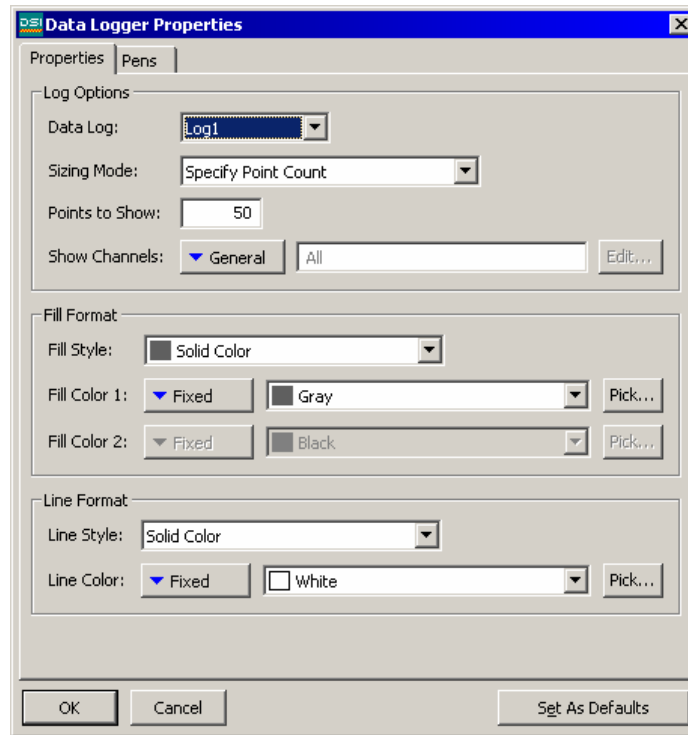 DSI Data Logger Properties
Properties Pens
Log Options
Data Log: Log1
Sizing Mode: Specify Point Count
Points to Show: 50
Show Channels: General All Edit...
Fill Format
Fill Style: Solid Color
Fill Color 1: Fixed Gray Pick...
Fill Color 2: Fixed Black Pick...
Line Format
Line Style: Solid Color
Line Color: Fixed White Pick...
OK Cancel Set As Defaults